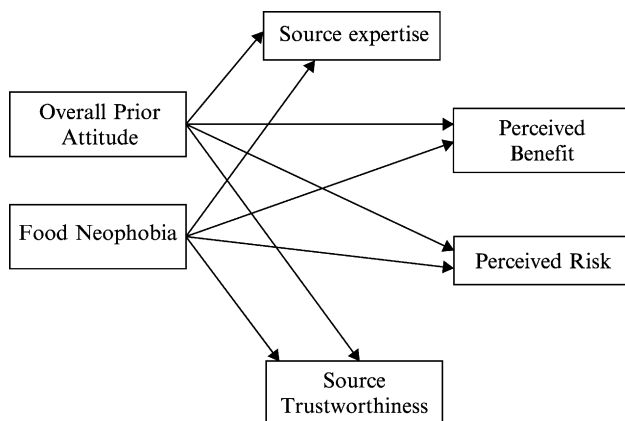 Source expertise
Overall Prior
Attitude
Perceived
Benefit
Food Neophobia
Perceived Risk
Source
Trustworthiness